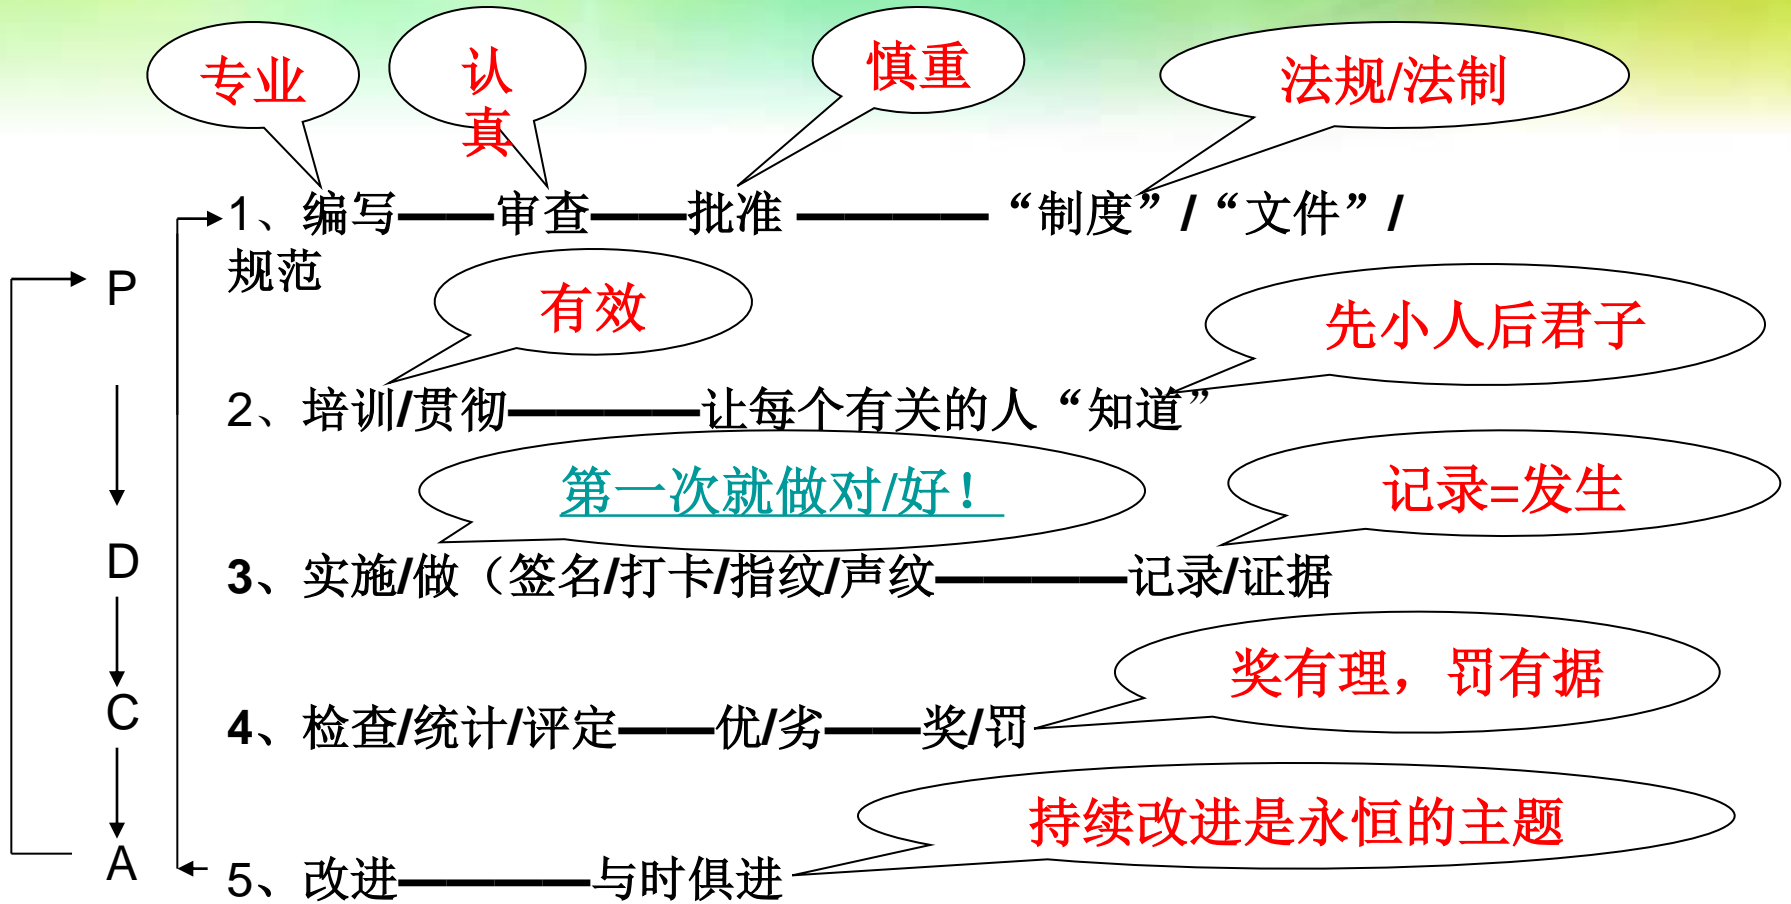 专业
认
真
慎重
法规/法制
1、编写——审查——批准 ————“制度”/“文件”/
规范
P
有效
先小人后君子
2、培训/贯彻————让每个有关的人“知道”
第一次就做对/好！
记录=发生
D
3、实施/做（签名/打卡/指纹/声纹————记录/证据
奖有理，罚有据
C
4、检查/统计/评定——优/劣——奖/罚
持续改进是永恒的主题
A
5、改进————与时俱进